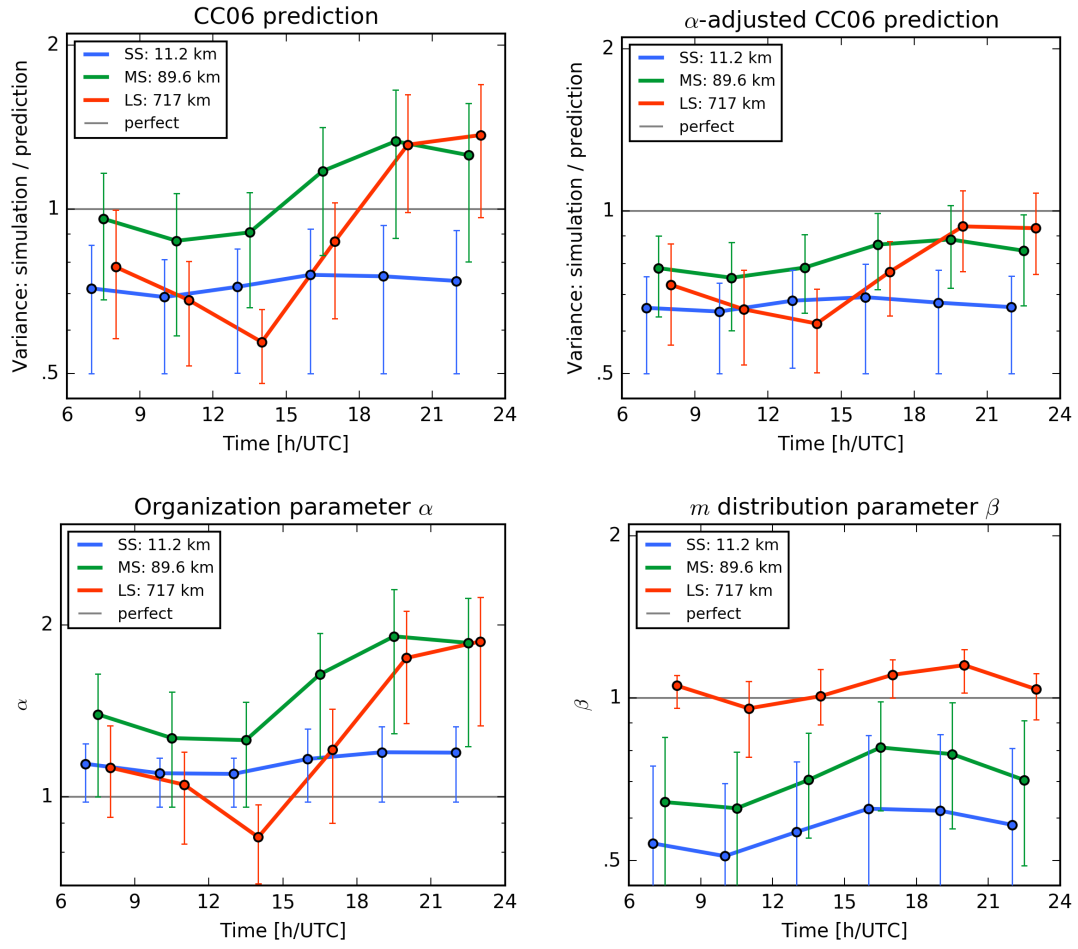 CC06 prediction
Variance: simulation / prediction
2
1
.5
SS: 11.2 km
MS: 89.6 km
LS: 717 km
perfect
6 9 12 15 18 21 24
Time [h/UTC]
α-adjusted CC06 prediction
Variance: simulation / prediction
2
1
.5
SS: 11.2 km
MS: 89.6 km
LS: 717 km
perfect
6 9 12 15 18 21 24
Time [h/UTC]
Organization parameter α
α
2
1
SS: 11.2 km
MS: 89.6 km
LS: 717 km
perfect
6 9 12 15 18 21 24
Time [h/UTC]
m distribution parameter β
β
2
1
.5
SS: 11.2 km
MS: 89.6 km
LS: 717 km
perfect
6 9 12 15 18 21 24
Time [h/UTC]